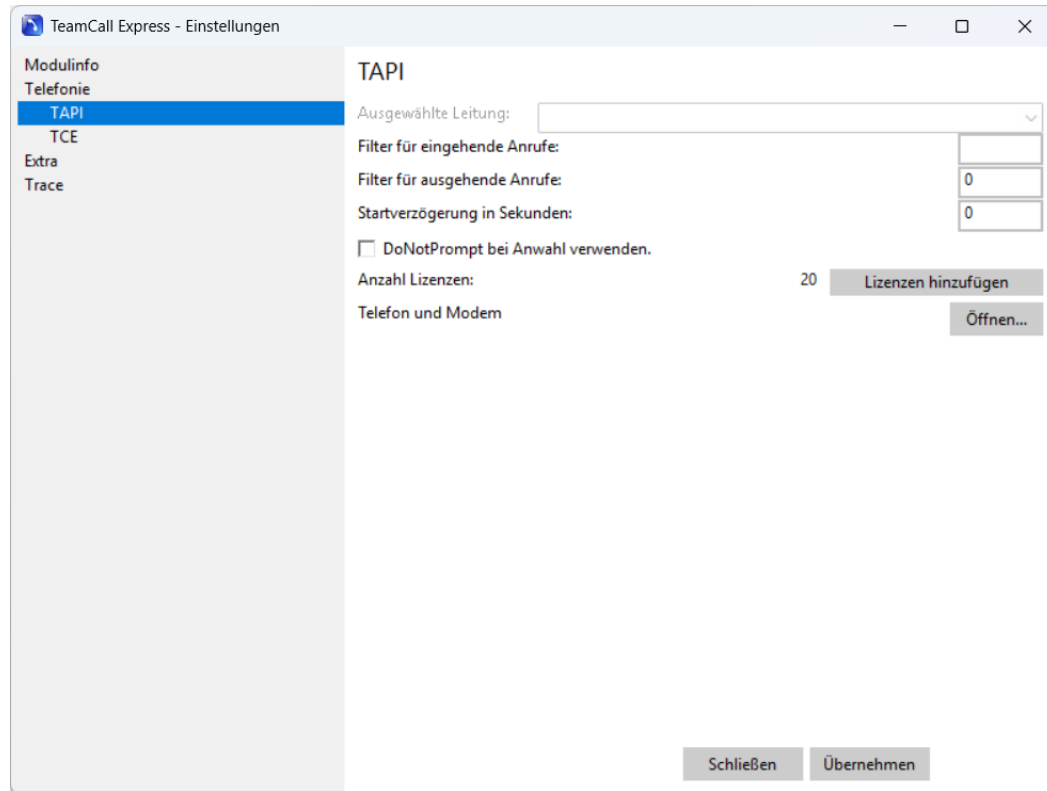 TeamCall Express - Einstellungen
Modulinfo
Telefonie
TAPI
TCE
Extra
Trace
TAPI
Ausgewählte Leitung:
Filter für eingehende Anrufe:
Filter für ausgehende Anrufe: 0
Startverzögerung in Sekunden: 0
DoNotPrompt bei Anwahl verwenden.
Anzahl Lizenzen: 20 Lizenzen hinzufügen
Telefon und Modem Öffnen...
Schließen Übernehmen